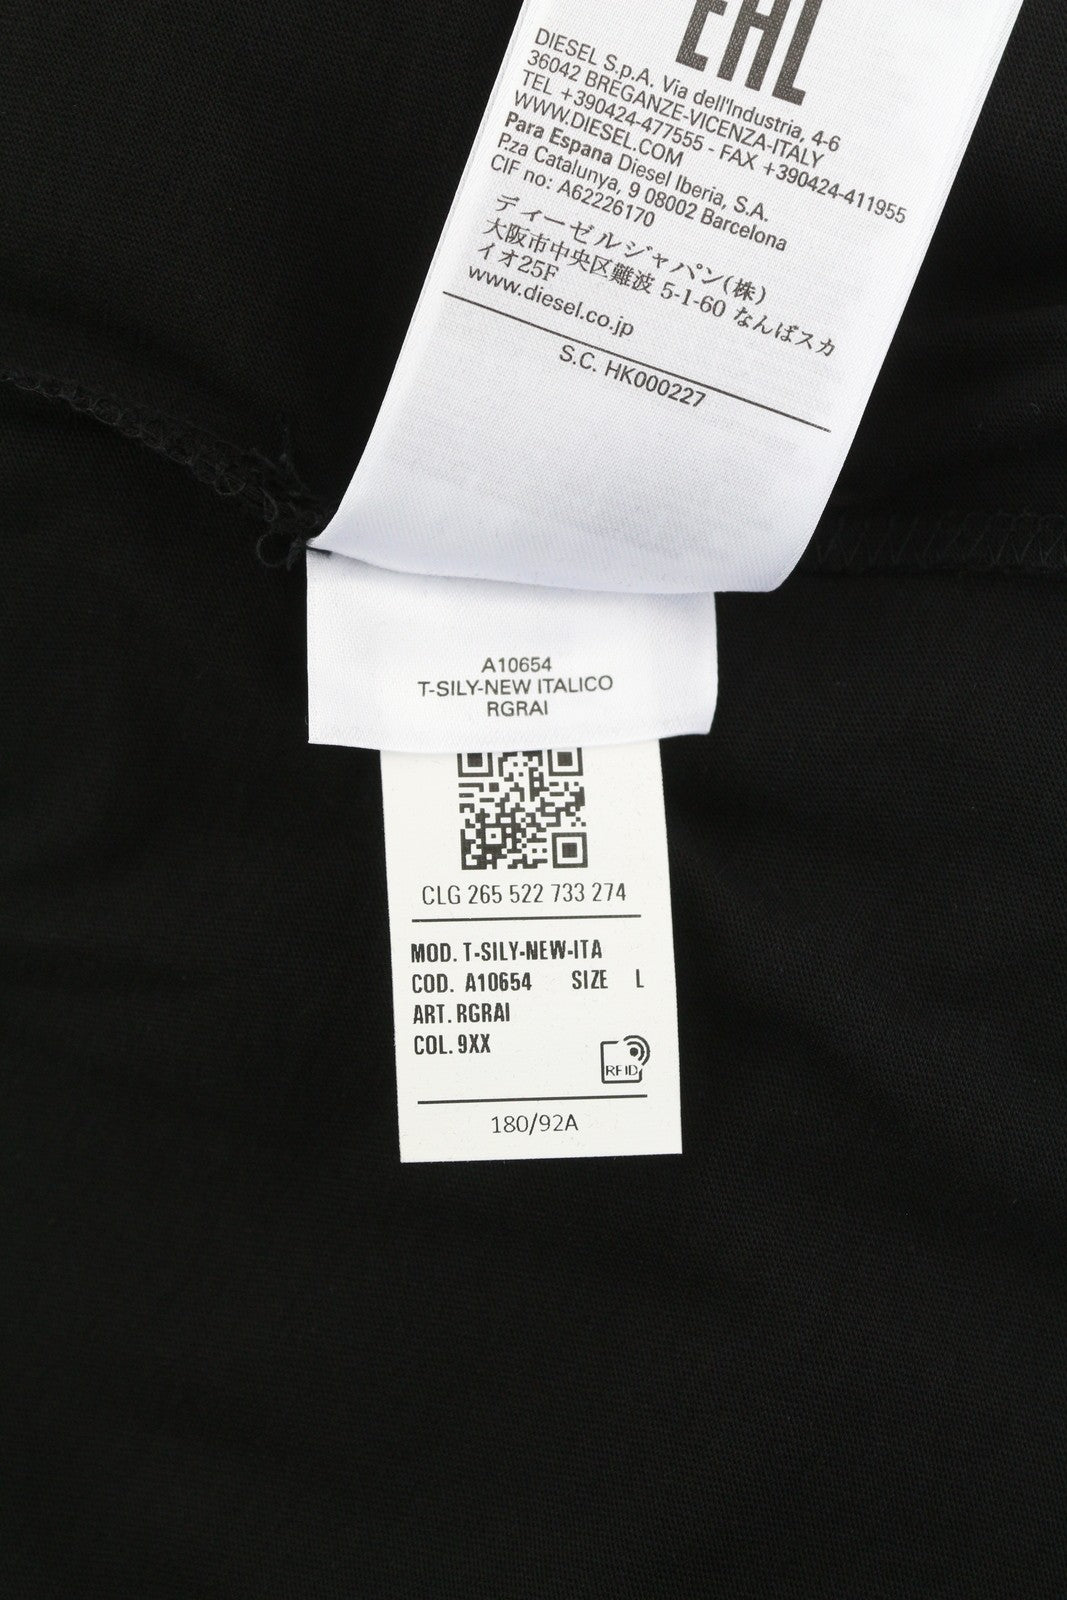 EAC
DIESEL S.p.A. Via dell'Industria, 4-6
36042 BREGANZE-VICENZA-ITALY
TEL +390424-477555 - FAX +390424-411955
WWW.DIESEL.COM
Para Espana Diesel Iberia, S.A.
P.za Catalunya, 9 08002 Barcelona
CIF no: A62226170
ディーゼルジャパン(株)
大阪市中央区難波 5-1-60 なんばスカ
イオ25F
www.diesel.co.jp
S.C. HK000227
A10654
T-SILY-NEW ITALICO
RGRAI
CLG 265 522 733 274
MOD. T-SILY-NEW-ITA
COD. A10654 SIZE L
ART. RGRAI
COL. 9XX
RFID
180/92A